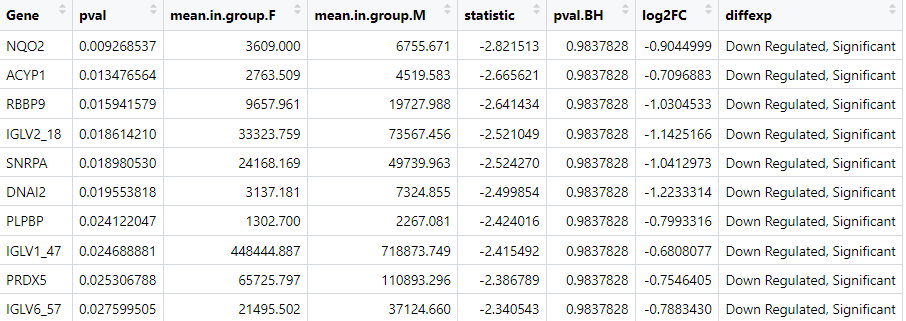 Gene pval mean.in.group.F mean.in.group.M statistic pval.BH log2FC diffexp
NQO2 0.009268537 3609.000 6755.671 -2.821513 0.9837828 -0.9044999 Down Regulated, Significant
ACYP1 0.013476564 2763.509 4519.583 -2.665621 0.9837828 -0.7096883 Down Regulated, Significant
RBBP9 0.015941579 9657.961 19727.988 -2.641434 0.9837828 -1.0304533 Down Regulated, Significant
IGLV2_18 0.018614210 33323.759 73567.456 -2.521049 0.9837828 -1.1425166 Down Regulated, Significant
SNRPA 0.018980530 24168.169 49739.963 -2.524270 0.9837828 -1.0412973 Down Regulated, Significant
DNAI2 0.019553818 3137.181 7324.855 -2.499854 0.9837828 -1.2233314 Down Regulated, Significant
PLPBP 0.024122047 1302.700 2267.081 -2.424016 0.9837828 -0.7993316 Down Regulated, Significant
IGLV1_47 0.024688881 448444.887 718873.749 -2.415492 0.9837828 -0.6808077 Down Regulated, Significant
PRDX5 0.025306788 65725.797 110893.296 -2.386789 0.9837828 -0.7546405 Down Regulated, Significant
IGLV6_57 0.027599505 21495.502 37124.660 -2.340543 0.9837828 -0.7883430 Down Regulated, Significant